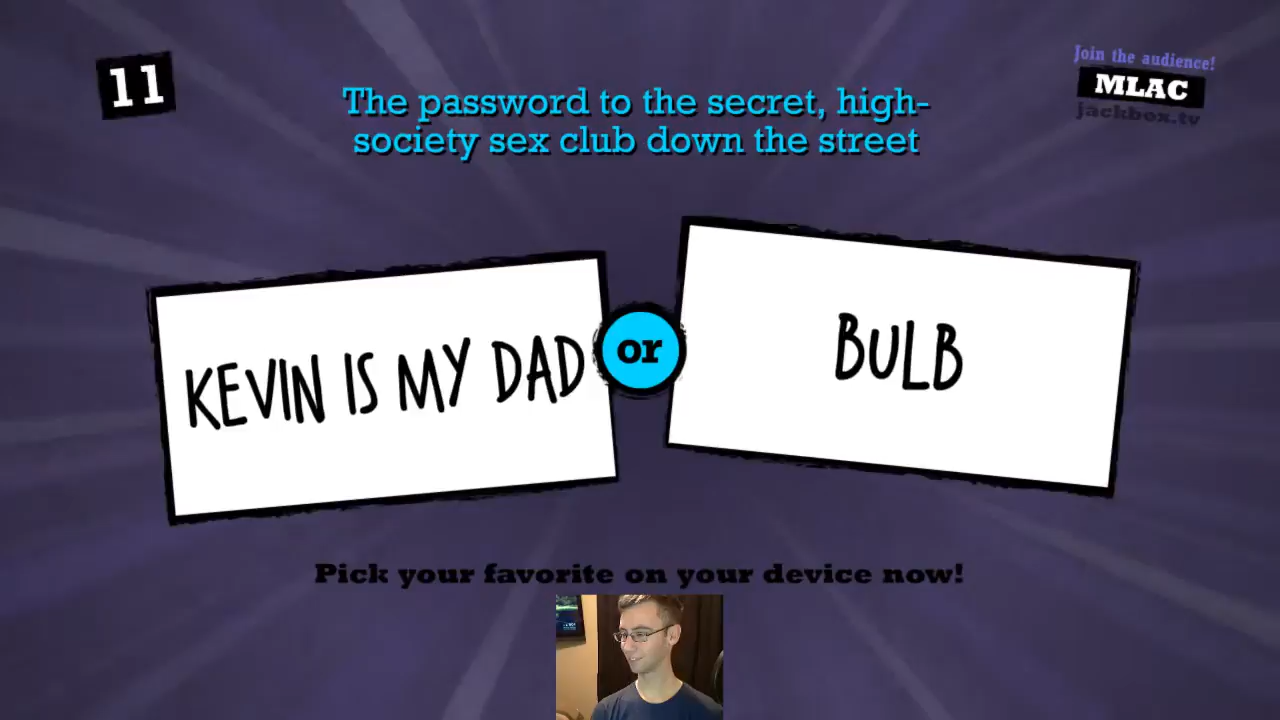 11
Join the audience!
MLAC
jackbox.tv
The password to the secret, high-
society sex club down the street
KEVIN IS MY DAD
or
BULB
Pick your favorite on your device now!